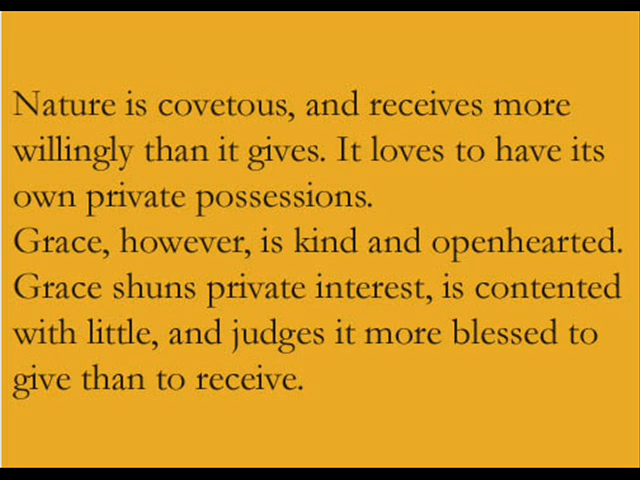 Nature is covetous, and receives more
willingly than it gives. It loves to have its
own private possessions.
Grace, however, is kind and openhearted.
Grace shuns private interest, is contented
with little, and judges it more blessed to
give than to receive.